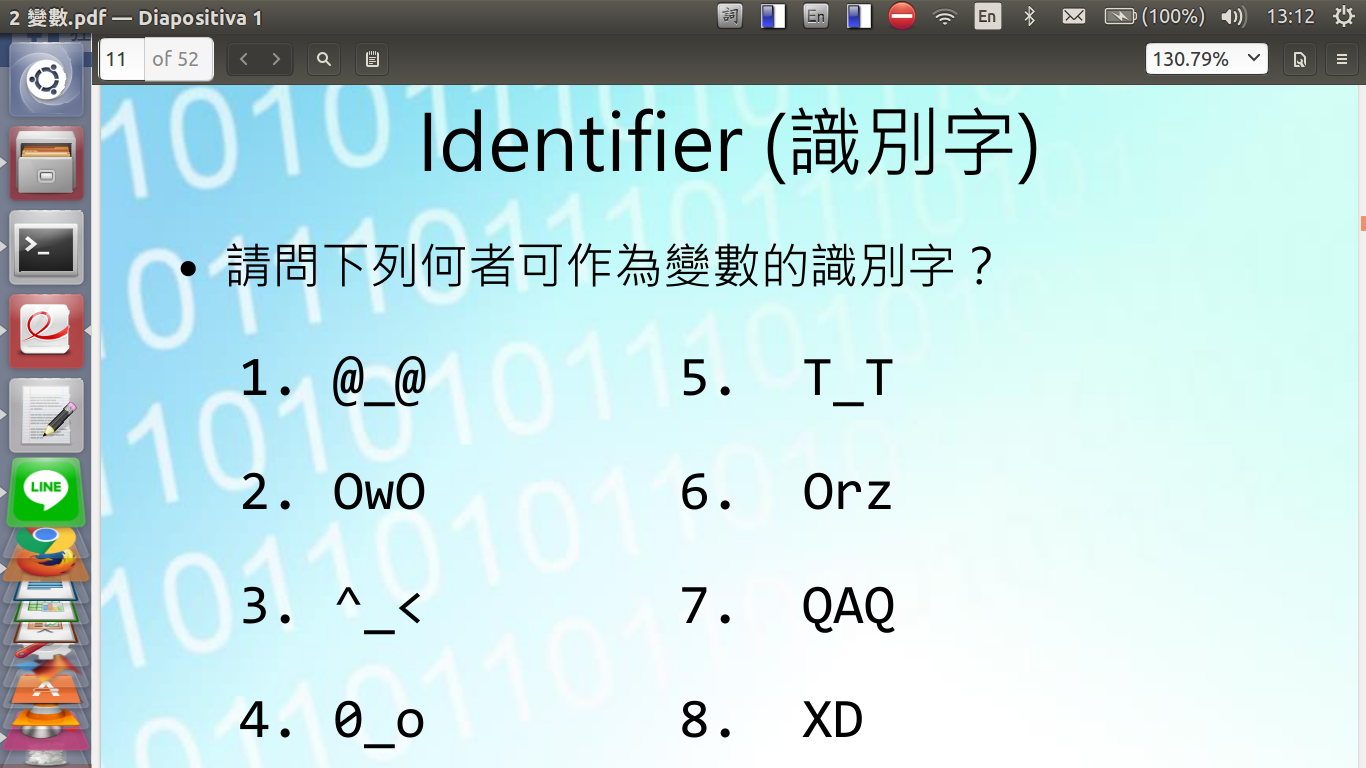 2 變數.pdf — Diapositiva 1
詞 En En (100%) 13:12
11 of 52
130.79%
Identifier (識別字)
• 請問下列何者可作為變數的識別字？
1. @_@
2. OwO
3. ^_<
4. 0_o
5. T_T
6. Orz
7. QAQ
8. XD
LINE